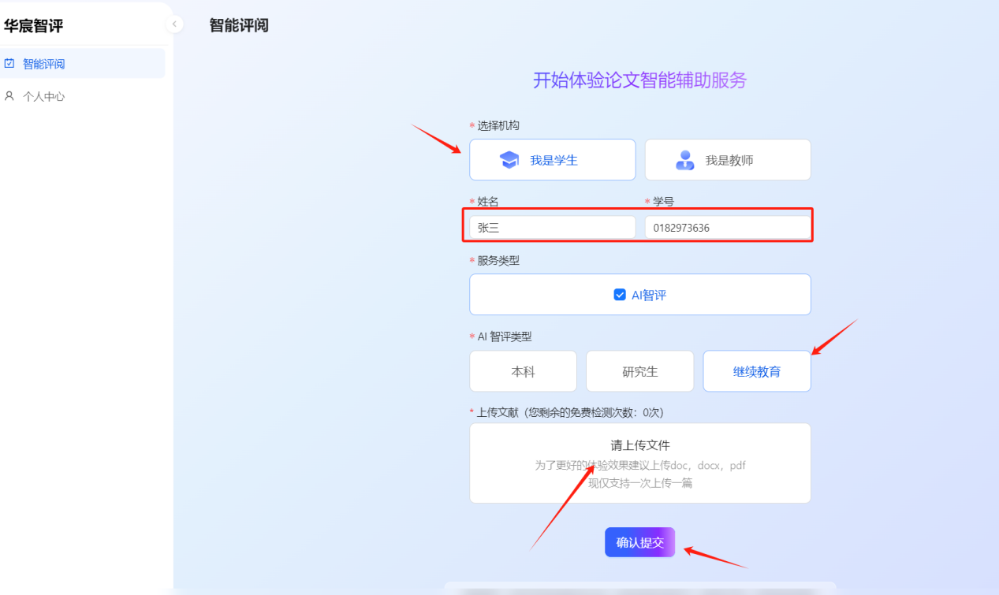 华宸智评
智能评阅
智能评阅
个人中心
开始体验论文智能辅助服务
* 选择机构
我是学生
我是教师
* 姓名
* 学号
张三
0182973636
* 服务类型
AI智评
* AI 智评类型
本科
研究生
继续教育
* 上传文献（您剩余的免费检测次数：0次）
请上传文件
为了更好的体验效果建议上传doc，docx，pdf
现仅支持一次上传一篇
确认提交